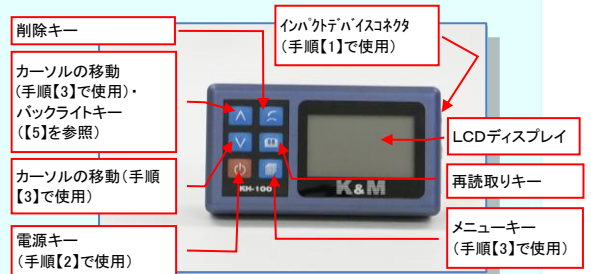 削除キー
カーソルの移動
(手順【3】で使用)・
バックライトキー
(【5】を参照)
カーソルの移動(手順
【3】で使用)
電源キー
(手順【2】で使用)
インパクトデバイスコネクタ
(手順【1】で使用)
LCDディスプレイ
再読取りキー
メニューキー
(手順【3】で使用)
KH-100
K&M